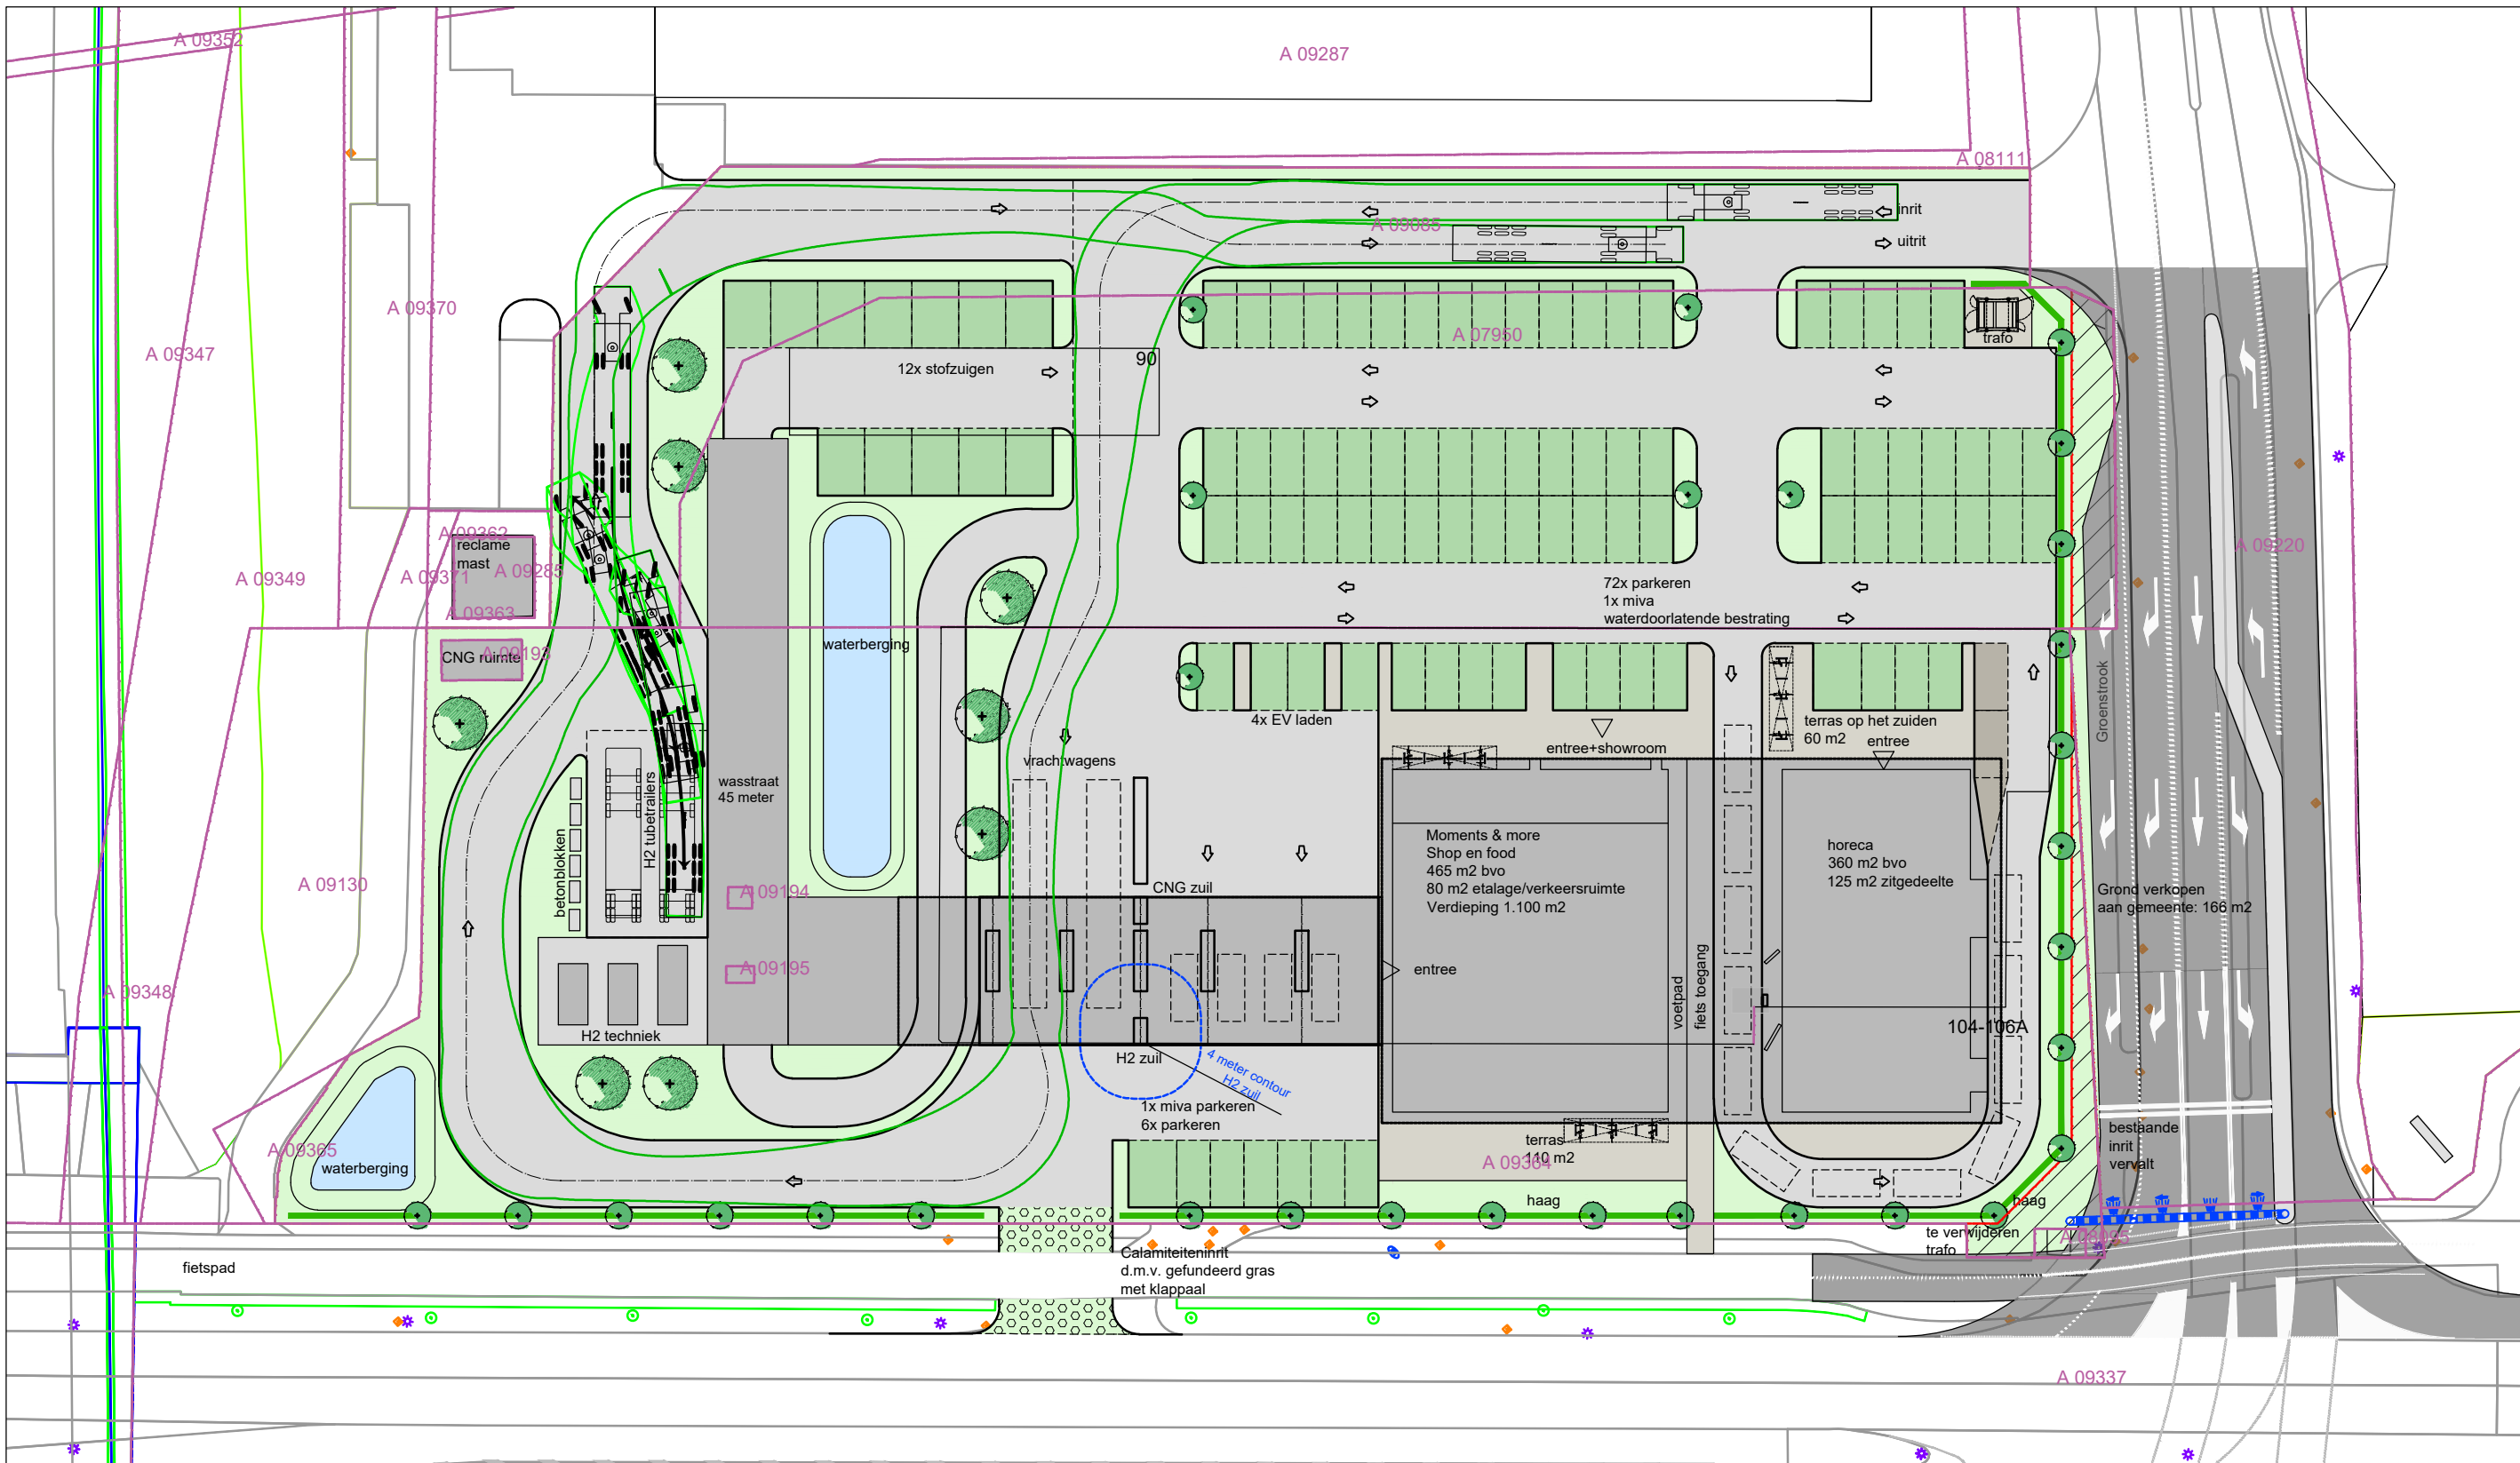 A 09352
A 09287
A 08111
inrit
A 09085
uitrit
A 09370
A 09347
A 07950
trafo
90
12x stofzuigen
A 09362
reclame
mast
A 09285
A 09371
A 09349
A 09363
A 09220
72x parkeren
1x miva
waterdoorlatende bestrating
CNG ruimte
A 09193
waterberging
Groenstrook
4x EV laden
terras op het zuiden
60 m2
entree
entree+showroom
vrachtwagens
wasstraat
45 meter
H2 tubetrailers
betonblokken
Moments & more
Shop en food
465 m2 bvo
80 m2 etalage/verkeersruimte
Verdieping 1.100 m2
horeca
360 m2 bvo
125 m2 zitgedeelte
A 09130
A 09194
CNG zuil
Grond verkopen
aan gemeente: 166 m2
A 09195
entree
voetpad
fiets toegang
A 09348
H2 techniek
104-106A
H2 zuil
4 meter contour
H2 zuil
1x miva parkeren
6x parkeren
bestaande
inrit
vervalt
A 09365
waterberging
terras
110 m2
A 09364
haag
haag
te verwijderen
trafo
A 08095
Calamiteiteninrit
d.m.v. gefundeerd gras
met klappaal
fietspad
A 09337